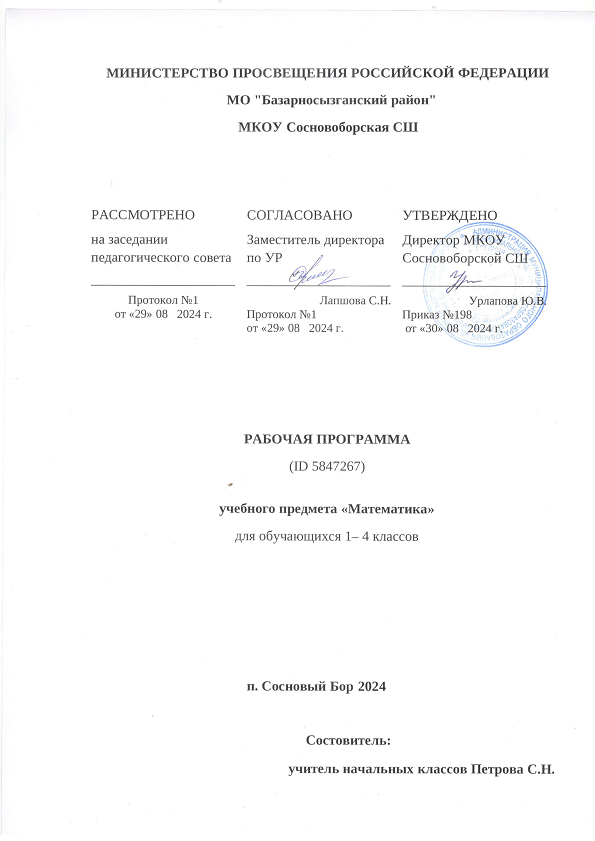 МИНИСТЕРСТВО ПРОСВЕЩЕНИЯ РОССИЙСКОЙ ФЕДЕРАЦИИ
МО "Базарносызганский район"
МКОУ Сосновоборская СШ
РАССМОТРЕНО
на заседании
педагогического совета
Протокол №1
от «29» 08 2024 г.
СОГЛАСОВАНО
Заместитель директора
по УР
Лапшова С.Н.
Протокол №1
от «29» 08 2024 г.
УТВЕРЖДЕНО
Директор МКОУ
Сосновоборской СШ
Урлапова Ю.В.
Приказ №198
от «30» 08 2024 г.
РАБОЧАЯ ПРОГРАММА
(ID 5847267)
учебного предмета «Математика»
для обучающихся 1– 4 классов
п. Сосновый Бор 2024
Состовитель:
учитель начальных классов Петрова С.Н.